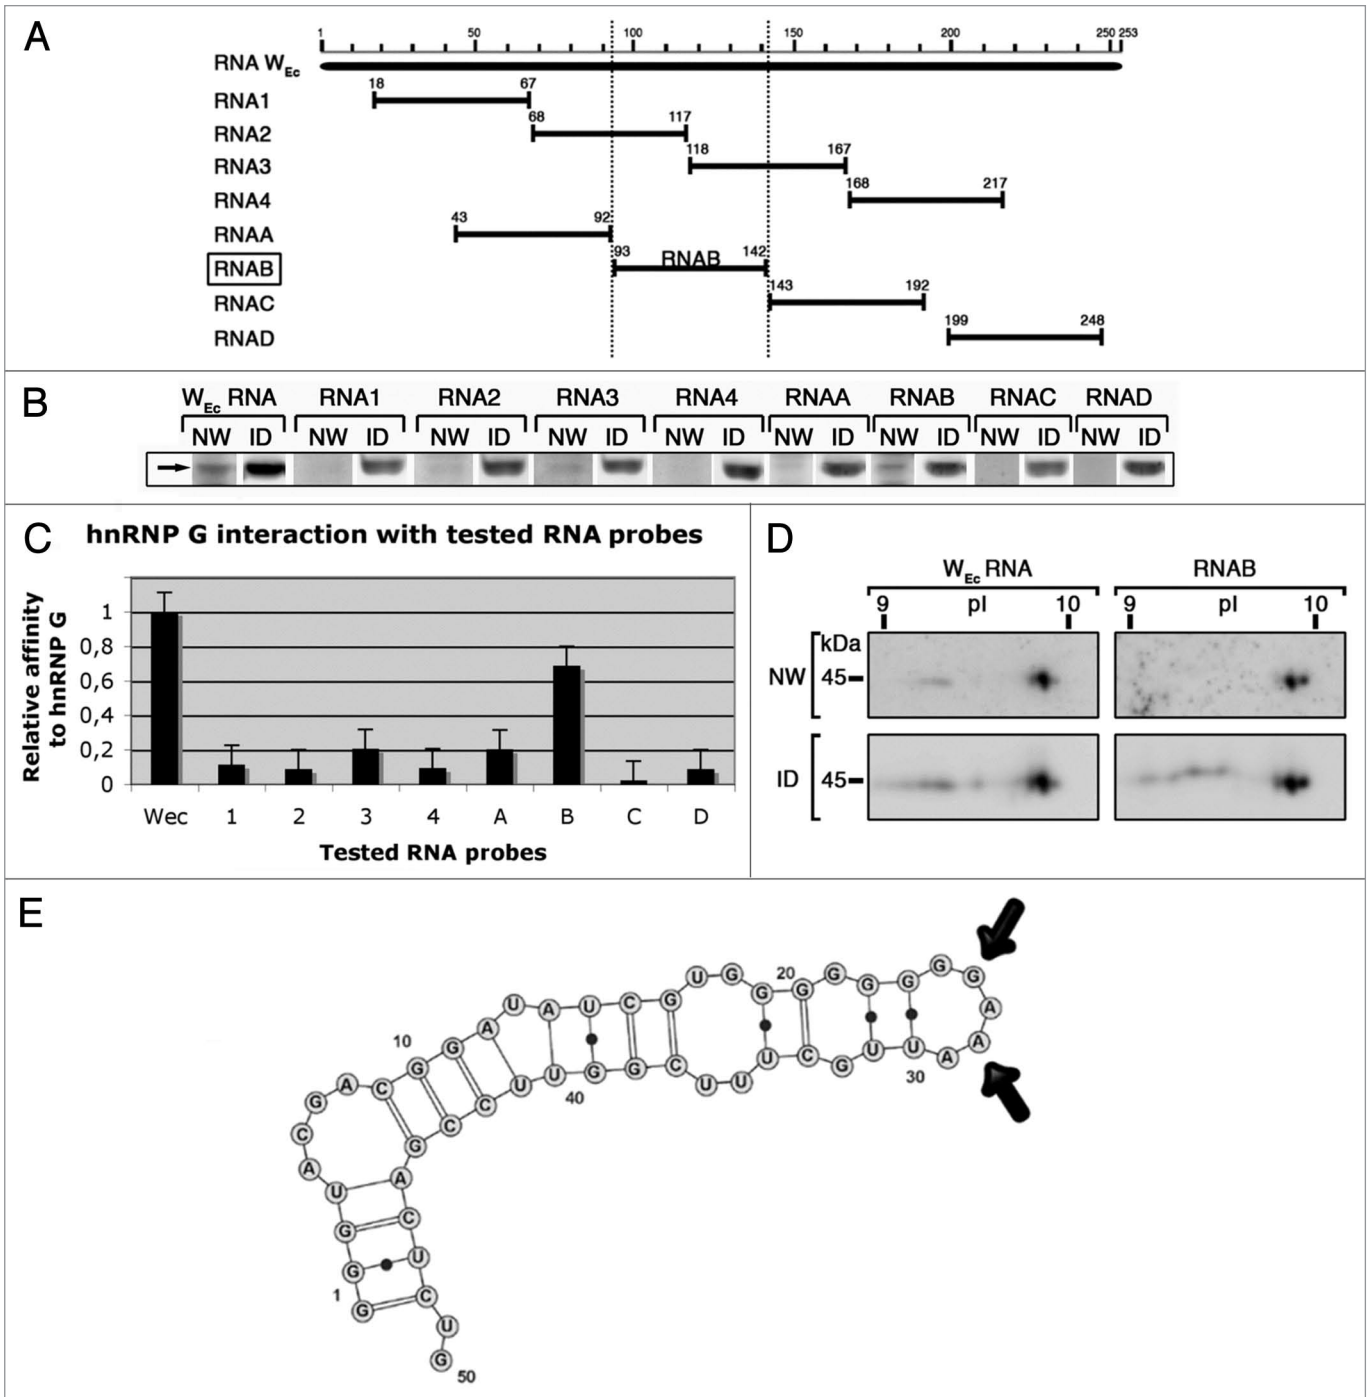 A
1 50 100 150 200 250 253
RNA W_Ec
RNA1 18 67
RNA2 68 117
RNA3 118 167
RNA4 168 217
RNAA 43 92
RNAB 93 RNAB 142
RNAC 143 192
RNAD 199 248
B
W_Ec RNA RNA1 RNA2 RNA3 RNA4 RNAA RNAB RNAC RNAD
NW ID NW ID NW ID NW ID NW ID NW ID NW ID NW ID NW ID
C
hnRNP G interaction with tested RNA probes
Relative affinity
to hnRNP G
1
0,8
0,6
0,4
0,2
0
Wec 1 2 3 4 A B C D
Tested RNA probes
D
W_Ec RNA RNAB
9 pI 10 9 pI 10
kDa
NW 45
ID 45
E
1 G G G U A C G A C G G A U A U C G U G G G G G G G A A A U U G C U U U C G G U U C C G A C U C U G
10
20
30
40
50